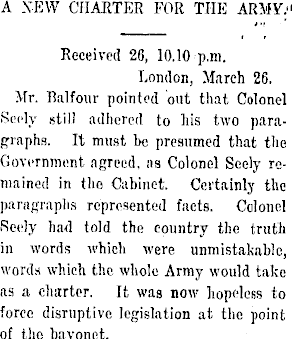 A NEW CHARTER FOR THE ARMY.
Received 26, 10.10 p.m.
London, March 26.
Mr. Balfour pointed out that Colonel
Seely still adhered to his two para-
graphs. It must be presumed that the
Government agreed, as Colonel Seely re-
mained in the Cabinet. Certainly the
paragraphs represented facts. Colonel
Seely had told the country the truth
in words which were unmistakable,
words which the whole Army would take
as a charter. It was now hopeless to
force disruptive legislation at the point
of the bayonet.